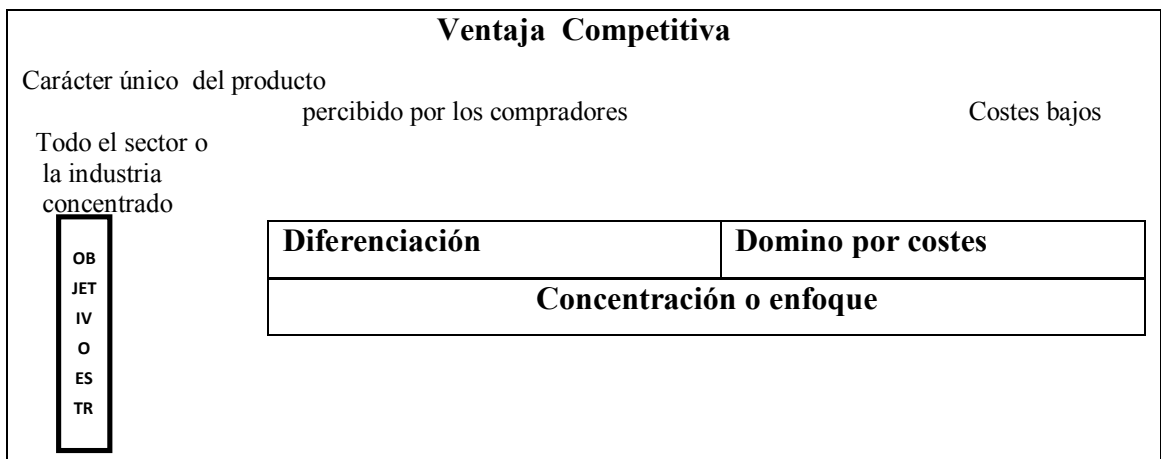 Ventaja Competitiva
Carácter único del producto
percibido por los compradores Costes bajos
Todo el sector o
la industria
concentrado
OB
JET
IV
O
ES
TR
Diferenciación Domino por costes
Concentración o enfoque